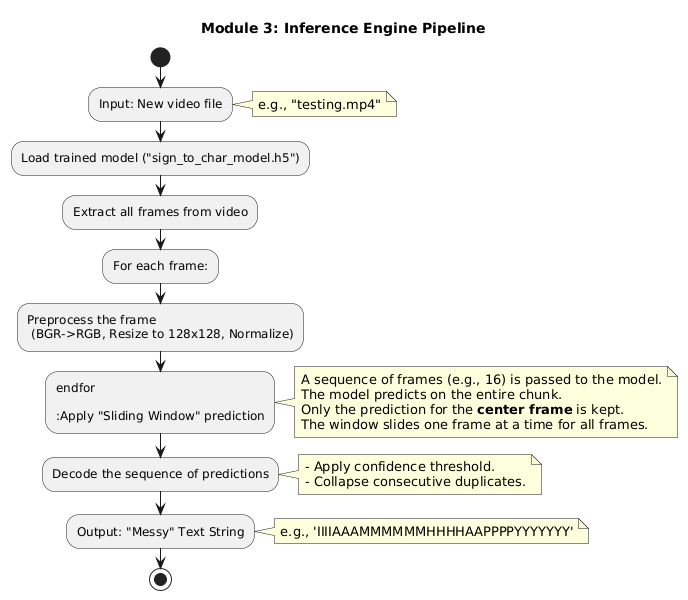 Module 3: Inference Engine Pipeline
Input: New video file
e.g., "testing.mp4"
Load trained model ("sign_to_char_model.h5")
Extract all frames from video
For each frame:
Preprocess the frame
(BGR->RGB, Resize to 128x128, Normalize)
endfor
:Apply "Sliding Window" prediction
A sequence of frames (e.g., 16) is passed to the model.
The model predicts on the entire chunk.
Only the prediction for the center frame is kept.
The window slides one frame at a time for all frames.
Decode the sequence of predictions
- Apply confidence threshold.
- Collapse consecutive duplicates.
Output: "Messy" Text String
e.g., 'IIIIAAAMMMMMMHHHHAAPPPPYYYYYYY'